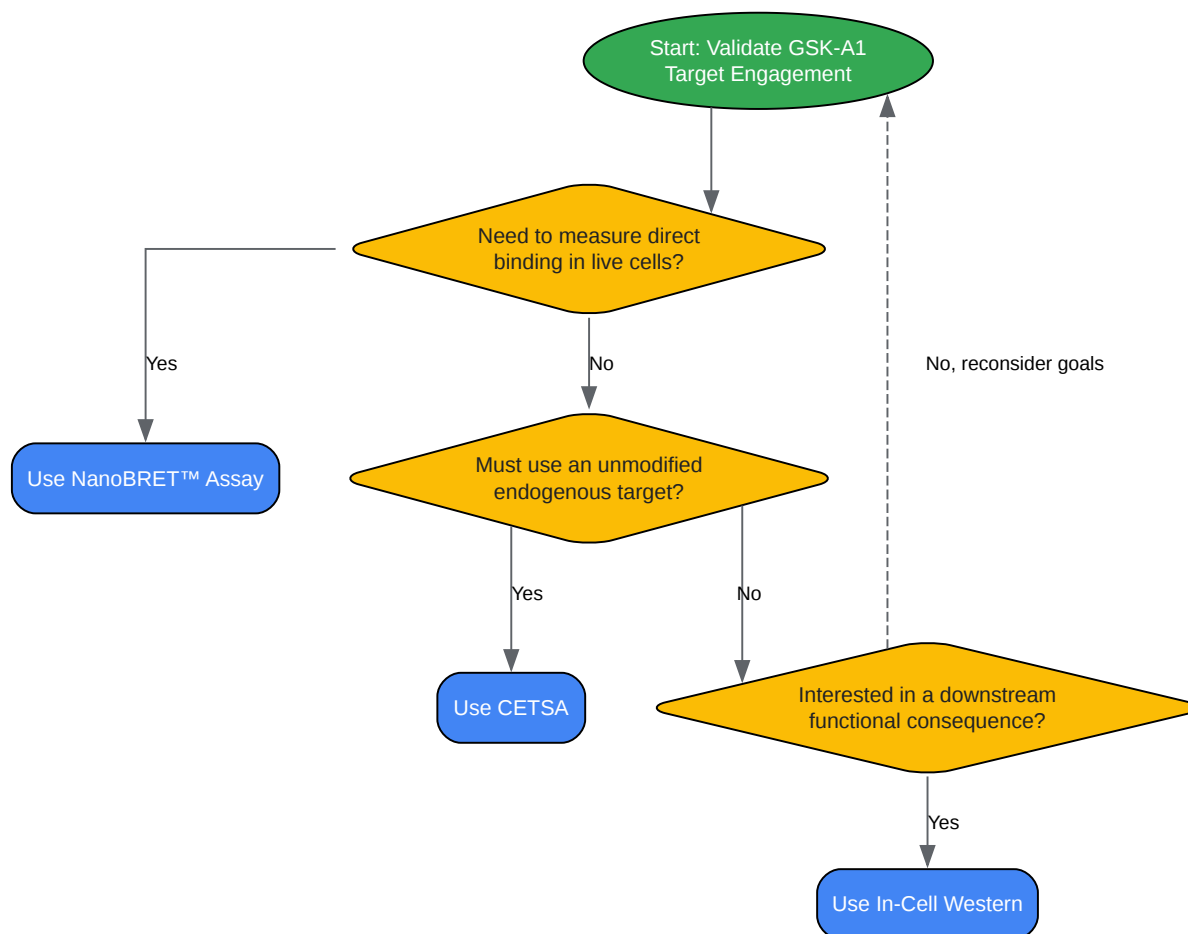 Start: Validate GSK-A1
Target Engagement
Need to measure direct
binding in live cells?
Yes
No
No, reconsider goals
Use NanoBRET™ Assay
Must use an unmodified
endogenous target?
Yes
No
Use CETSA
Interested in a downstream
functional consequence?
Yes
Use In-Cell Western